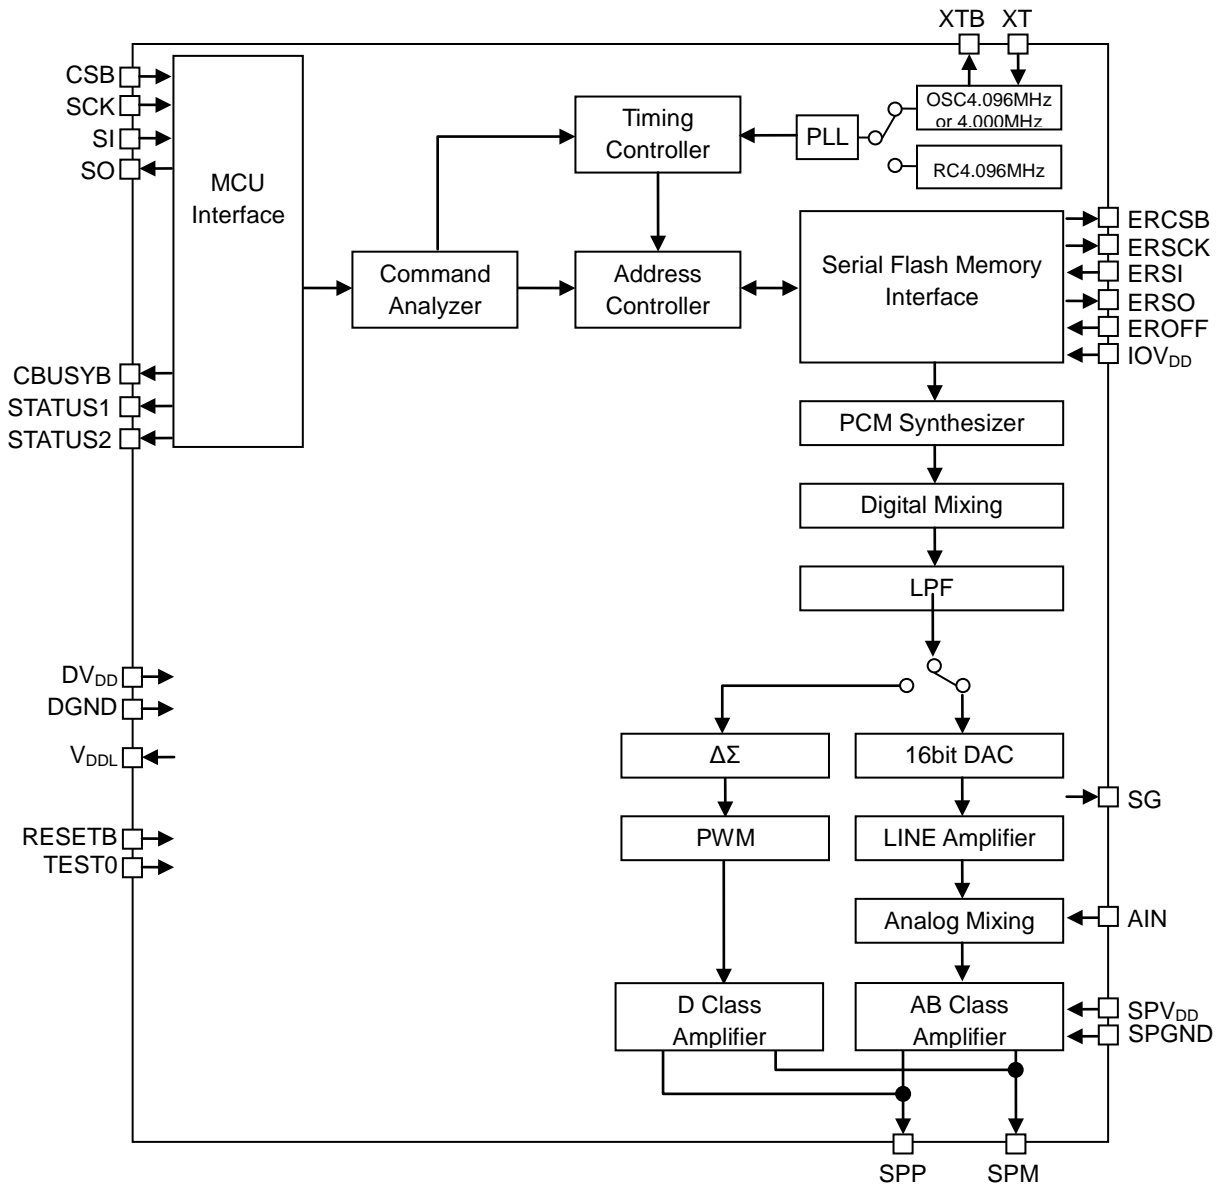 XTB XT
CSB
SCK
SI
SO
MCU
Interface
Timing
Controller
PLL
OSC4.096MHz
or 4.000MHz
RC4.096MHz
Command
Analyzer
Address
Controller
Serial Flash Memory
Interface
ERCSB
ERSCK
ERSI
ERSO
EROFF
IOVDD
CBUSYB
STATUS1
STATUS2
PCM Synthesizer
Digital Mixing
LPF
DVDD
DGND
VDDL
RESETB
TEST0
ΔΣ
16bit DAC
SG
PWM
LINE Amplifier
Analog Mixing
AIN
D Class
Amplifier
AB Class
Amplifier
SPVDD
SPGND
SPP SPM